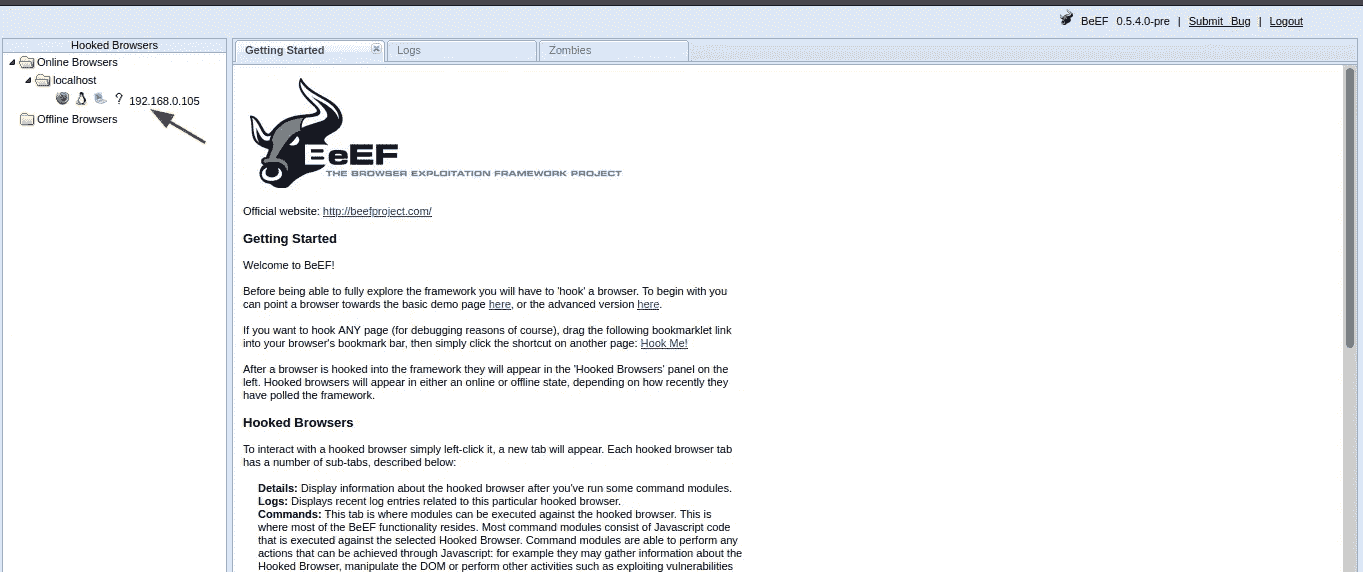 BeEF 0.5.4.0-pre | Submit Bug | Logout
Hooked Browsers
Online Browsers
localhost
? 192.168.0.105
Offline Browsers
Getting Started
Logs
Zombies
BeEF
THE BROWSER EXPLOITATION FRAMEWORK PROJECT
Official website: http://beefproject.com/
Getting Started
Welcome to BeEF!
Before being able to fully explore the framework you will have to 'hook' a browser. To begin with you
can point a browser towards the basic demo page here, or the advanced version here.
If you want to hook ANY page (for debugging reasons of course), drag the following bookmarklet link
into your browser's bookmark bar, then simply click the shortcut on another page: Hook Me!
After a browser is hooked into the framework they will appear in the 'Hooked Browsers' panel on the
left. Hooked browsers will appear in either an online or offline state, depending on how recently they
have polled the framework.
Hooked Browsers
To interact with a hooked browser simply left-click it, a new tab will appear. Each hooked browser tab
has a number of sub-tabs, described below:
Details: Display information about the hooked browser after you've run some command modules.
Logs: Displays recent log entries related to this particular hooked browser.
Commands: This tab is where modules can be executed against the hooked browser. This is
where most of the BeEF functionality resides. Most command modules consist of Javascript code
that is executed against the selected Hooked Browser. Command modules are able to perform any
actions that can be achieved through Javascript: for example they may gather information about the
Hooked Browser, manipulate the DOM or perform other activities such as exploiting vulnerabilities